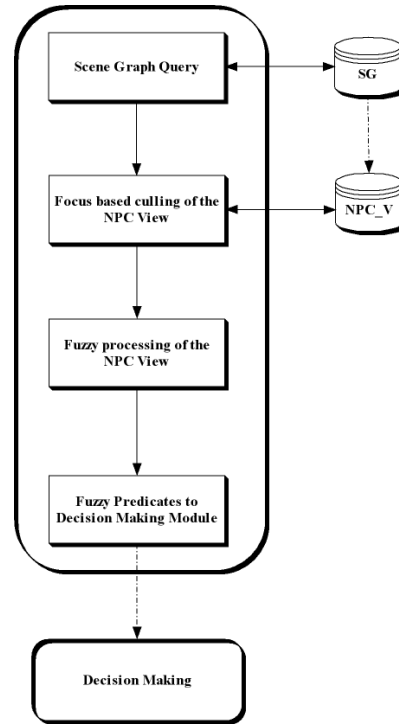 Scene Graph Query
SG
Focus based culling of the
NPC View
NPC_V
Fuzzy processing of the
NPC View
Fuzzy Predicates to
Decision Making Module
Decision Making